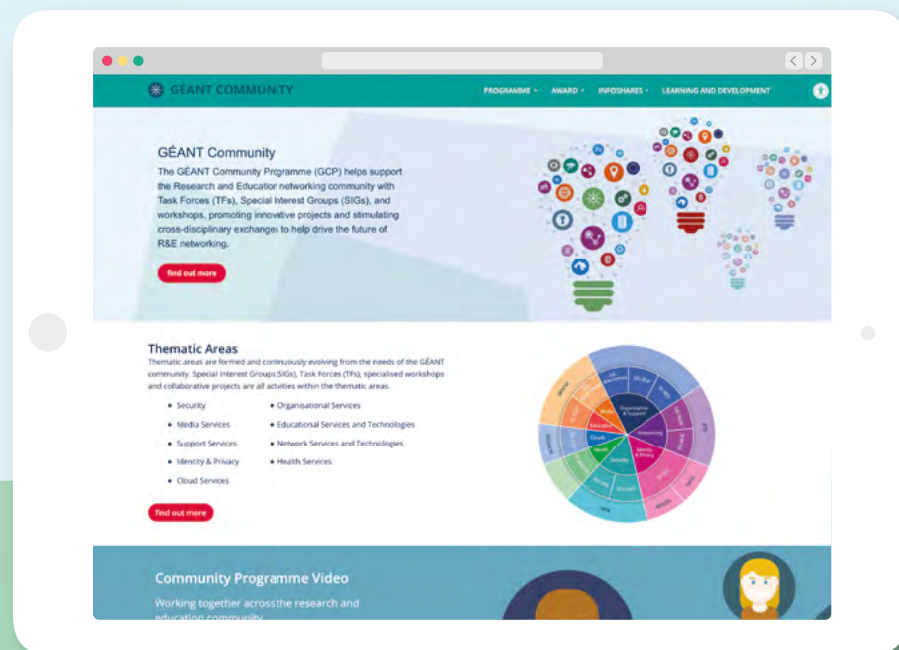 GÉANT COMMUNITY
PROGRAMME AWARD INFOSHARES LEARNING AND DEVELOPMENT
GÉANT Community
The GÉANT Community Programme (GCP) helps support
the Research and Education networking community with
Task Forces (TFs), Special Interest Groups (SIGs), and
workshops, promoting innovative projects and stimulating
cross-disciplinary exchanges to help drive the future of
R&E networking.
find out more
Thematic Areas
Thematic areas are formed and continuously evolving from the needs of the GÉANT
community. Special Interest Groups(SIGs), Task Forces (TFs), specialised workshops
and collaborative projects are all activities within the thematic areas.
• Security
• Media Services
• Support Services
• Identity & Privacy
• Cloud Services
• Organisational Services
• Educational Services and Technologies
• Network Services and Technologies
• Health Services
find out more
Organisation
& Support
Networking
Identity
& Privacy
Security
Health
Clouds
Education
Media
Community Programme Video
Working together acrossthe research and
education community